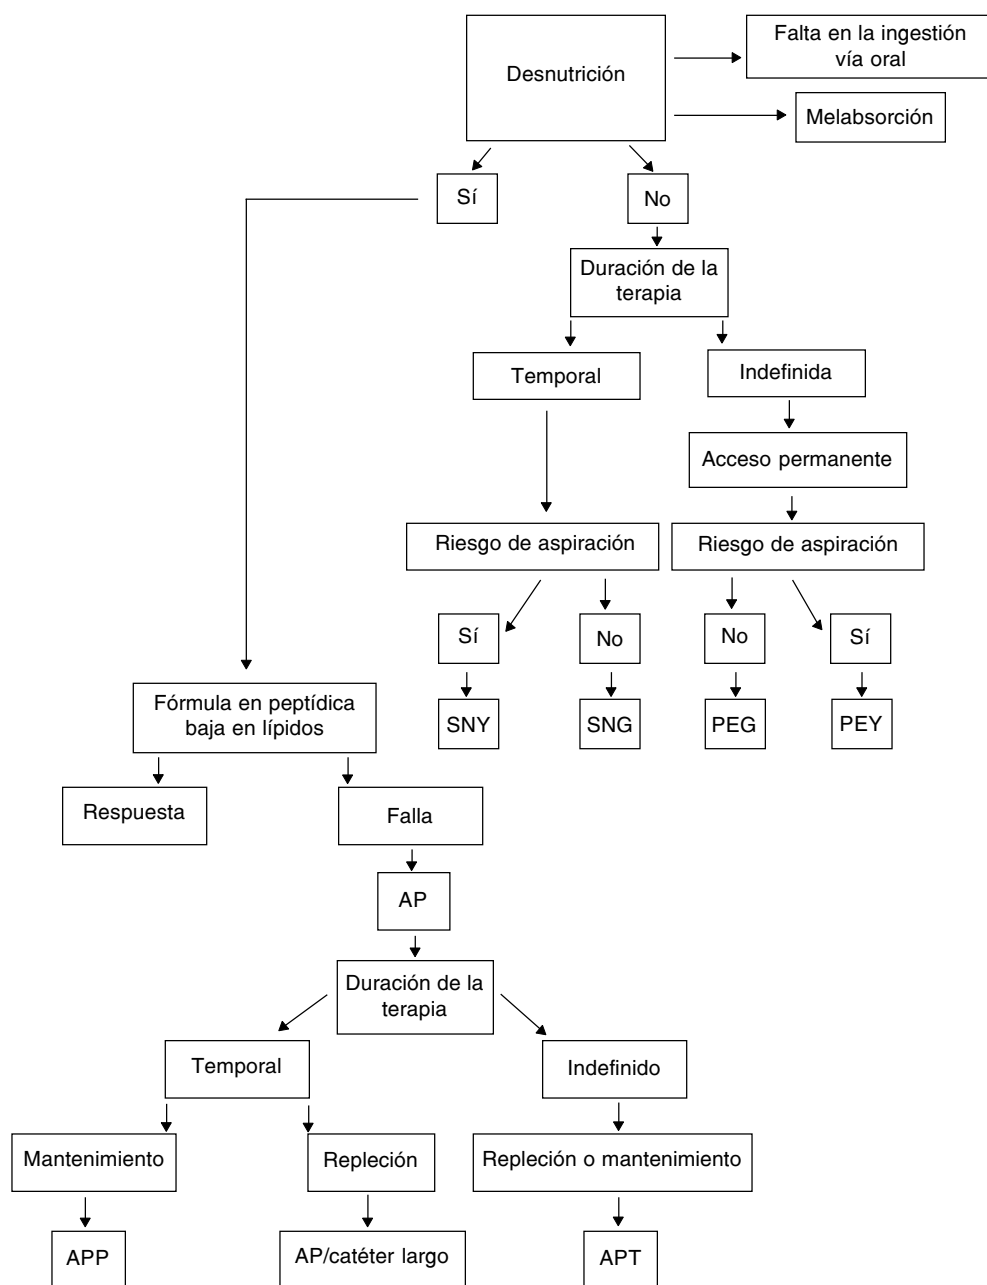 Desnutrición
Falta en la ingestión
vía oral
Melabsorción
Sí
No
Duración de la
terapia
Temporal
Indefinida
Acceso permanente
Riesgo de aspiración
Riesgo de aspiración
Sí
No
No
Sí
SNY
SNG
PEG
PEY
Fórmula en peptídica
baja en lípidos
Respuesta
Falla
AP
Duración de la
terapia
Temporal
Indefinido
Mantenimiento
Repleción
Repleción o mantenimiento
APP
AP/catéter largo
APT